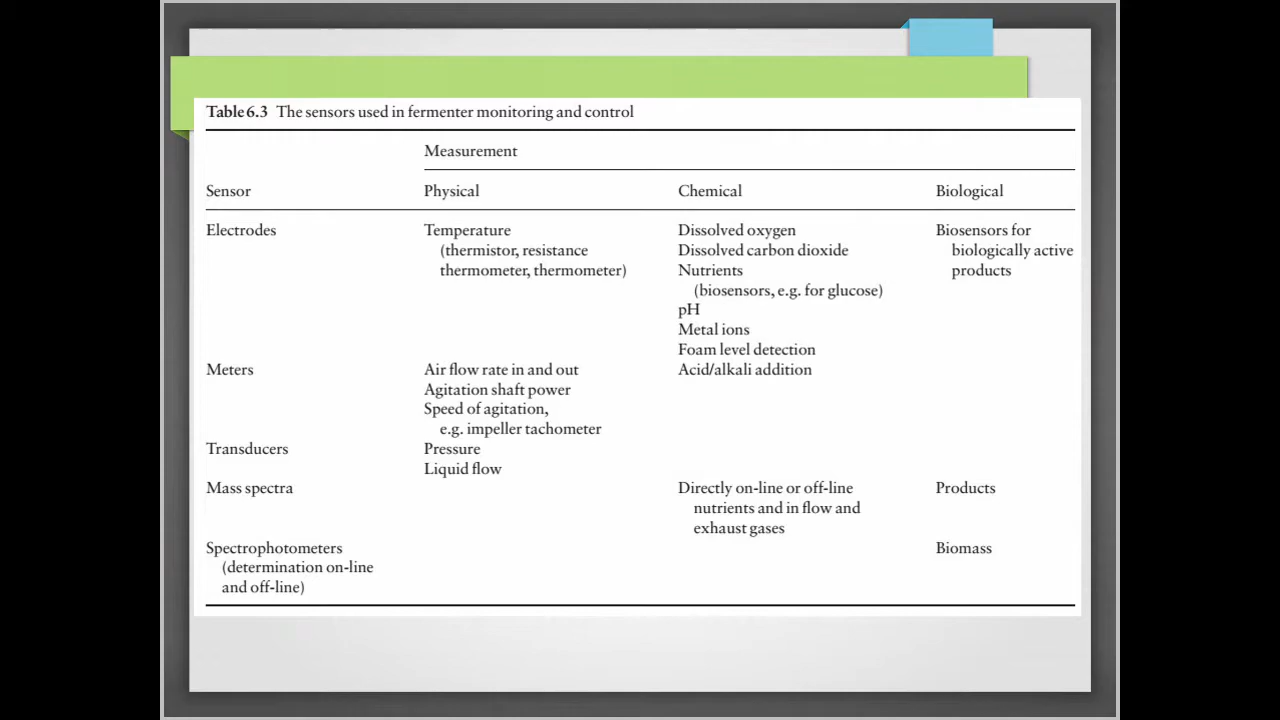 Table 6.3 The sensors used in fermenter monitoring and control
Measurement
Sensor Physical Chemical Biological
Electrodes Temperature Dissolved oxygen Biosensors for
(thermistor, resistance Dissolved carbon dioxide biologically active
thermometer, thermometer) Nutrients products
(biosensors, e.g. for glucose)
pH
Metal ions
Foam level detection
Meters Air flow rate in and out Acid/alkali addition
Agitation shaft power
Speed of agitation,
e.g. impeller tachometer
Transducers Pressure
Liquid flow
Mass spectra Directly on-line or off-line Products
nutrients and in flow and
exhaust gases
Spectrophotometers Biomass
(determination on-line
and off-line)